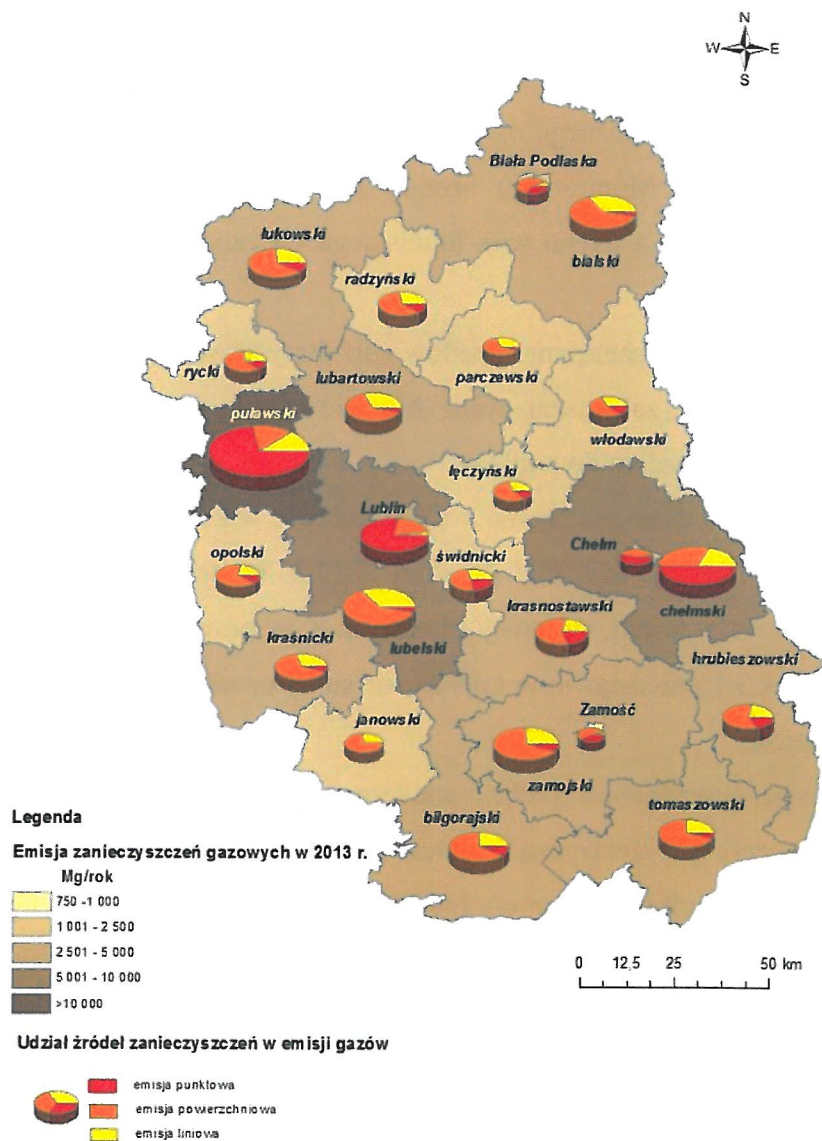 N
W E
S
Biała Podlaska
bialski
łukowski
radzyński
rycki
parczewski
lubartowski
puławski
włodawski
łęczyński
Lublin
Chełm
opolski
świdnicki
chełmski
krasnostawski
kraśnicki
lubelski
hrubieszowski
janowski
Zamość
zamojski
tomaszowski
biłgorajski
Legenda
Emisja zanieczyszczeń gazowych w 2013 r.
Mg/rok
750 - 1 000
1 001 - 2 500
2 501 - 5 000
5 001 - 10 000
>10 000
0 12,5 25 50 km
Udział źródeł zanieczyszczeń w emisji gazów
emisja punktowa
emisja powierzchniowa
emisja liniowa